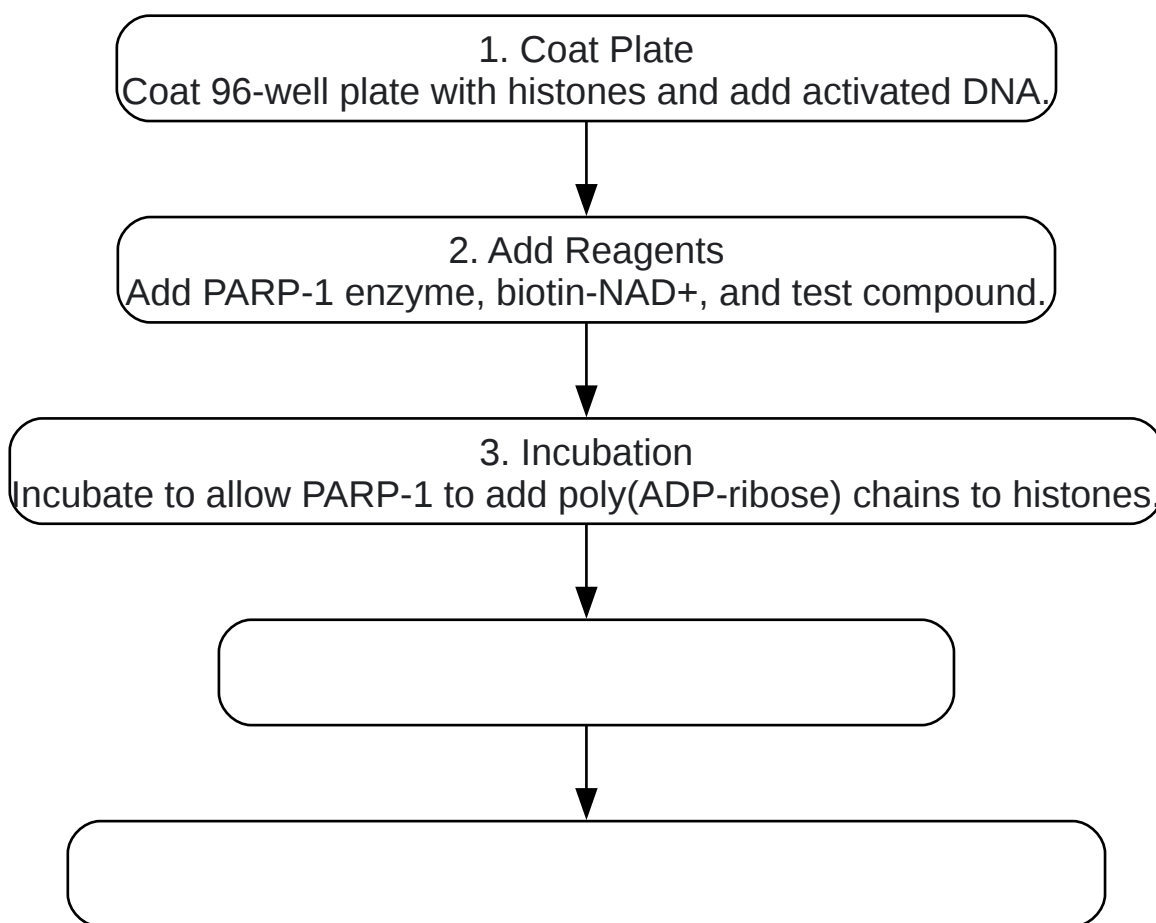 1. Coat Plate
Coat 96-well plate with histones and add activated DNA.
2. Add Reagents
Add PARP-1 enzyme, biotin-NAD+, and test compound.
3. Incubation
Incubate to allow PARP-1 to add poly(ADP-ribose) chains to histones.